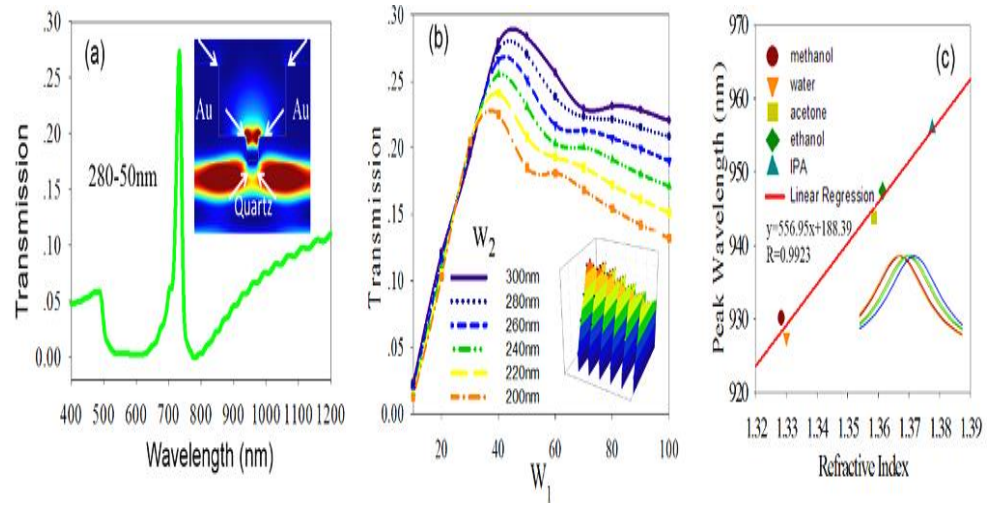 (a)
280-50nm
Au
Au
Quartz
Transmission
.30
.25
.20
.15
.10
.05
0.00
400 500 600 700 800 900 1000 1100 1200
Wavelength (nm)
(b)
Transmission
.30
.25
.20
.15
.10
.05
0.00
20 40 60 80 100
W1
W2
300nm
280nm
260nm
240nm
220nm
200nm
(c)
Peak Wavelength (nm)
970
960
950
940
930
920
methanol
water
acetone
ethanol
IPA
Linear Regression
y=556.95x+188.39
R=0.9923
1.32 1.33 1.34 1.35 1.36 1.37 1.38 1.39
Refractive Index